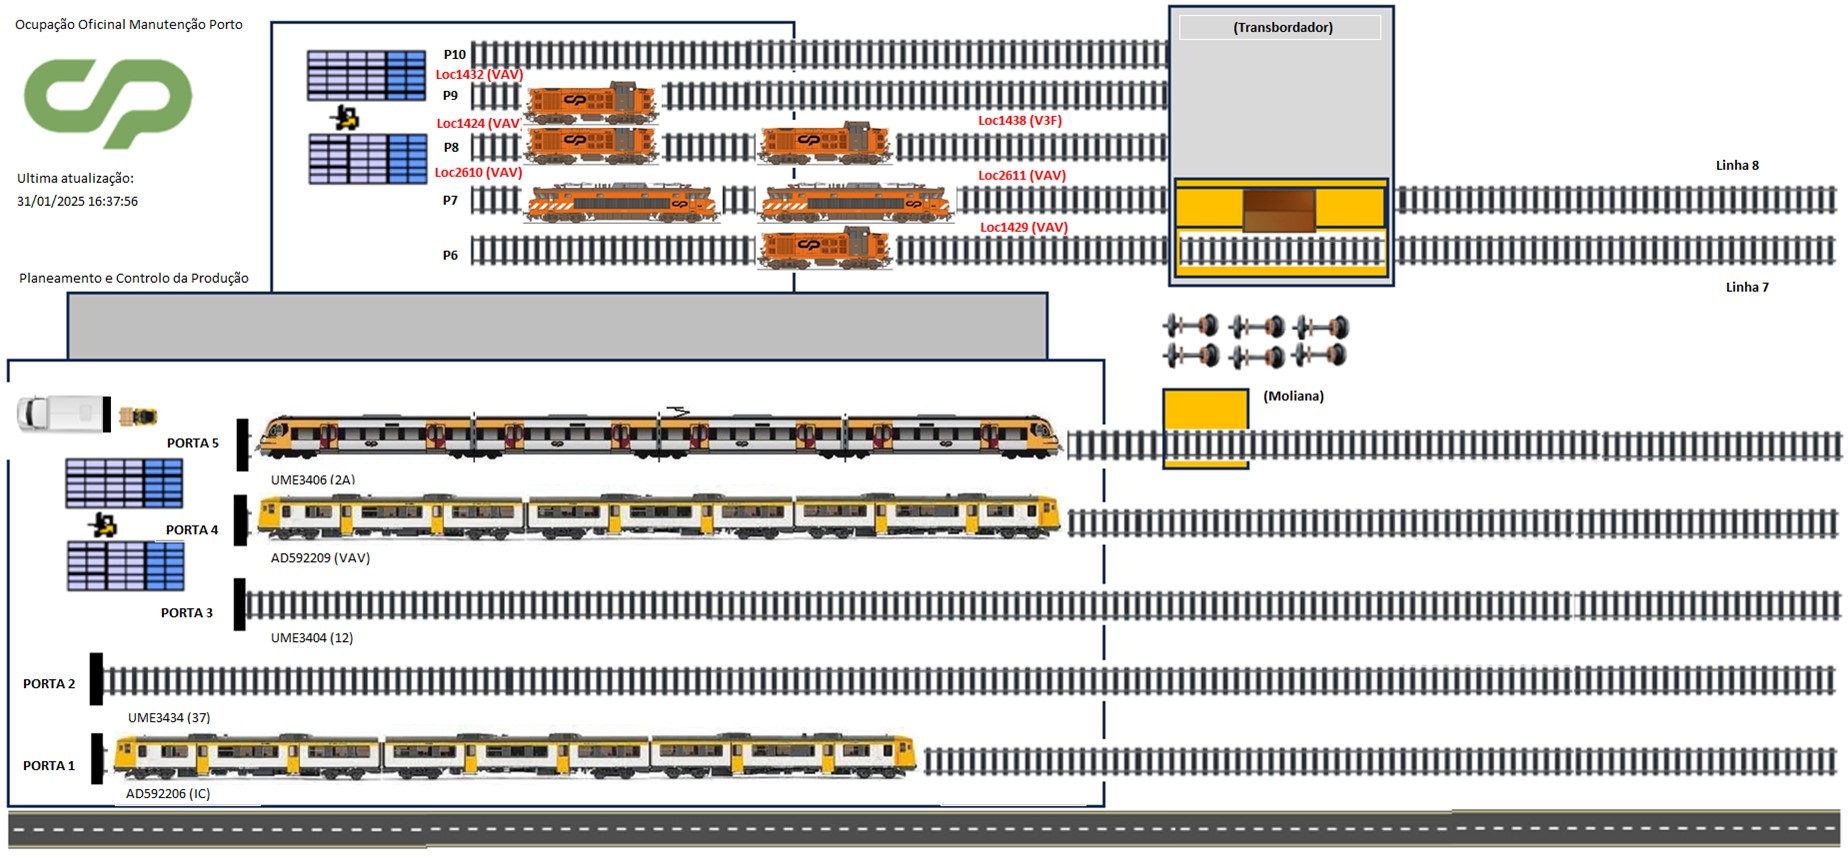 Ocupação Oficinal Manutenção Porto
Ultima atualização:
31/01/2025 16:37:56
Planeamento e Controlo da Produção
P10
Loc1432 (VAV)
P9
Loc1424 (VAV)
Loc1438 (V3F)
P8
Loc2610 (VAV)
Loc2611 (VAV)
P7
Loc1429 (VAV)
P6
(Transbordador)
Linha 8
Linha 7
(Moliana)
PORTA 5
UME3406 (2A)
PORTA 4
AD592209 (VAV)
PORTA 3
UME3404 (12)
PORTA 2
UME3434 (37)
PORTA 1
AD592206 (IC)